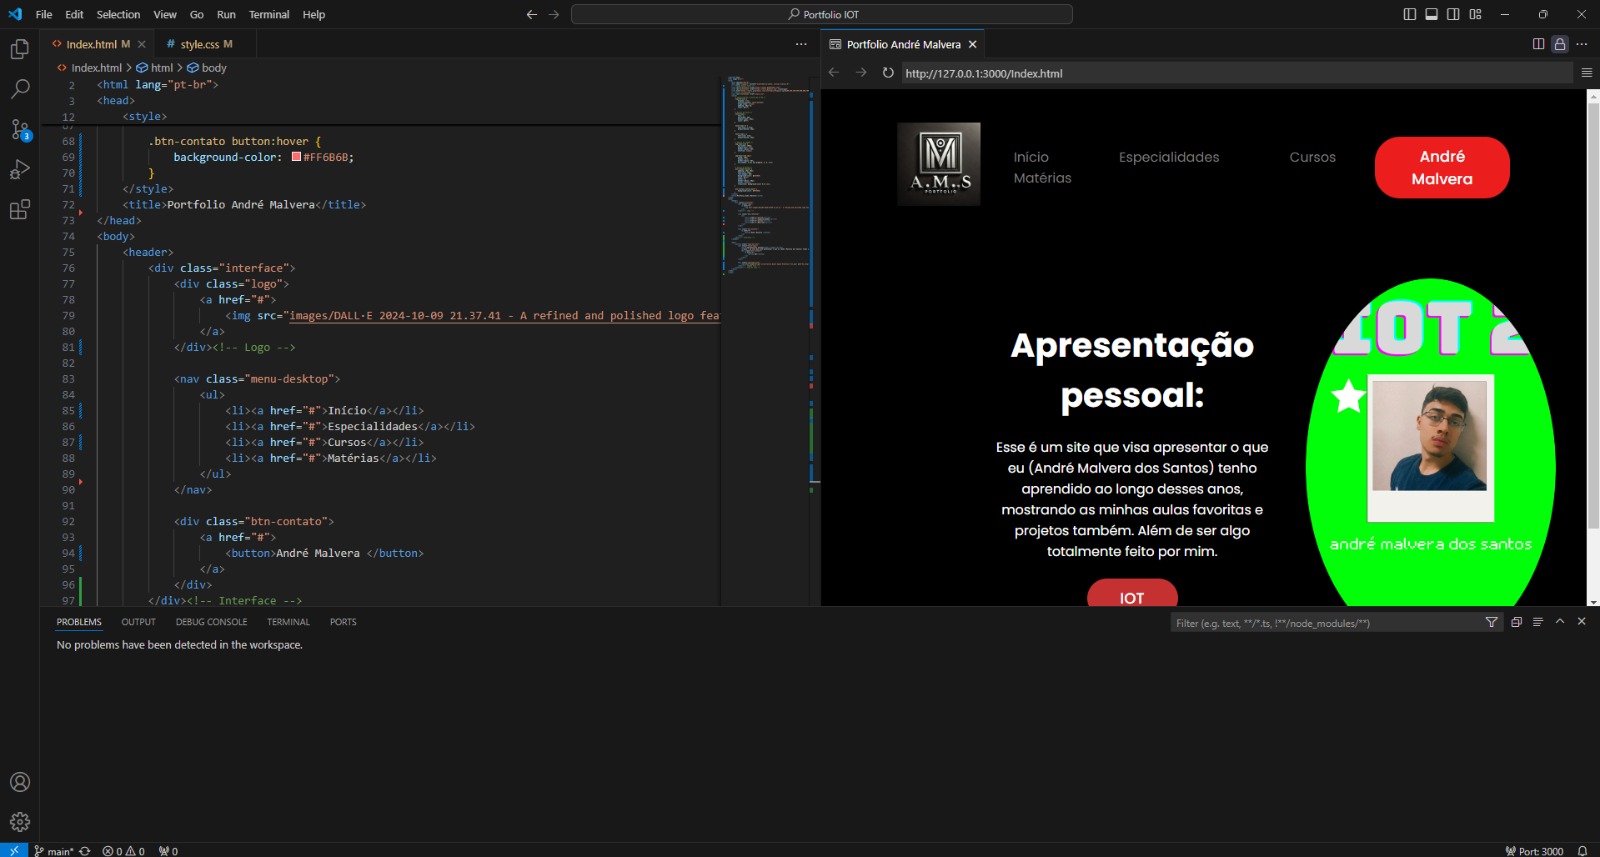 File Edit Selection View Go Run Terminal Help
Portfolio IOT
Index.html M
style.css M
Index.html > html > body
2 <html lang="pt-br">
3 <head>
12 <style>
67
68 .btn-contato button:hover {
69 background-color: #FF6B6B;
70 }
71 </style>
72 <title>Portfolio André Malvera</title>
73 </head>
74 <body>
75 <header>
76 <div class="interface">
77 <div class="logo">
78 <a href="#">
79 <img src="images/DALL·E 2024-10-09 21.37.41 - A refined and polished logo fea
80 </a>
81 </div><!-- Logo -->
82
83 <nav class="menu-desktop">
84 <ul>
85 <li><a href="#">Início</a></li>
86 <li><a href="#">Especialidades</a></li>
87 <li><a href="#">Cursos</a></li>
88 <li><a href="#">Matérias</a></li>
89 </ul>
90 </nav>
91
92 <div class="btn-contato">
93 <a href="#">
94 <button>André Malvera </button>
95 </a>
96 </div>
97 </div><!-- Interface -->
Portfolio André Malvera
http://127.0.0.1:3000/Index.html
M
A.M.S
PORTFOLIO
Início
Especialidades
Cursos
Matérias
André
Malvera
Apresentação
pessoal:
Esse é um site que visa apresentar o que
eu (André Malvera dos Santos) tenho
aprendido ao longo desses anos,
mostrando as minhas aulas favoritas e
projetos também. Além de ser algo
totalmente feito por mim.
IOT
IOT 2
andré malvera dos santos
PROBLEMS OUTPUT DEBUG CONSOLE TERMINAL PORTS
Filter (e.g. text, **/*.ts, !**/node_modules/**)
No problems have been detected in the workspace.
3
main* 0 0 0
Port: 3000